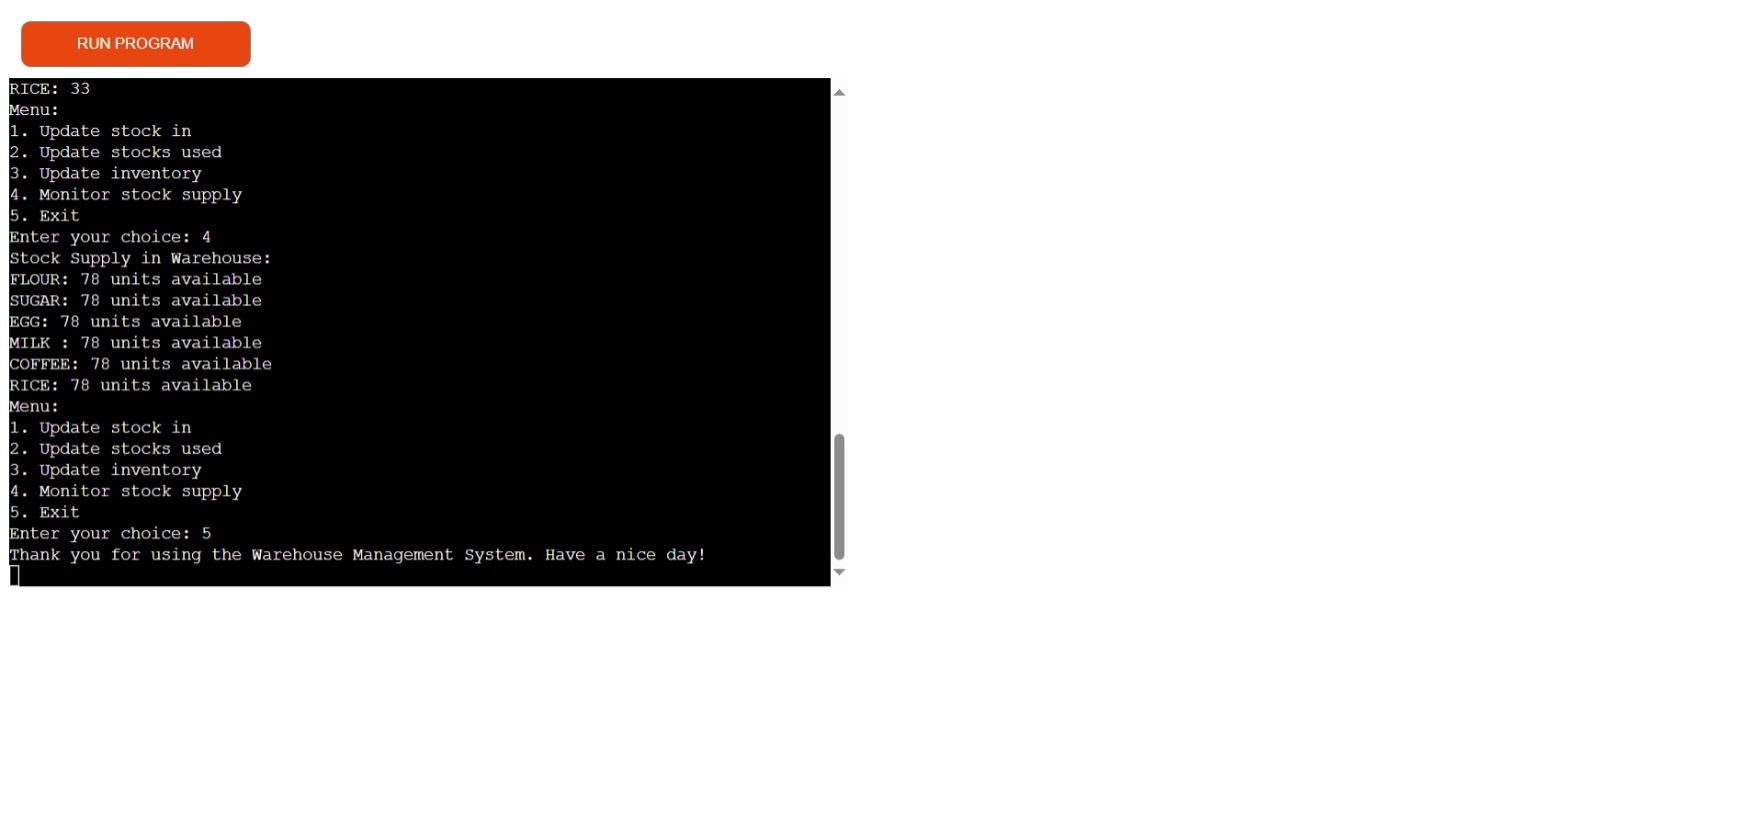 RUN PROGRAM
RICE: 33
Menu:
1. Update stock in
2. Update stocks used
3. Update inventory
4. Monitor stock supply
5. Exit
Enter your choice: 4
Stock Supply in Warehouse:
FLOUR: 78 units available
SUGAR: 78 units available
EGG: 78 units available
MILK : 78 units available
COFFEE: 78 units available
RICE: 78 units available
Menu:
1. Update stock in
2. Update stocks used
3. Update inventory
4. Monitor stock supply
5. Exit
Enter your choice: 5
Thank you for using the Warehouse Management System. Have a nice day!